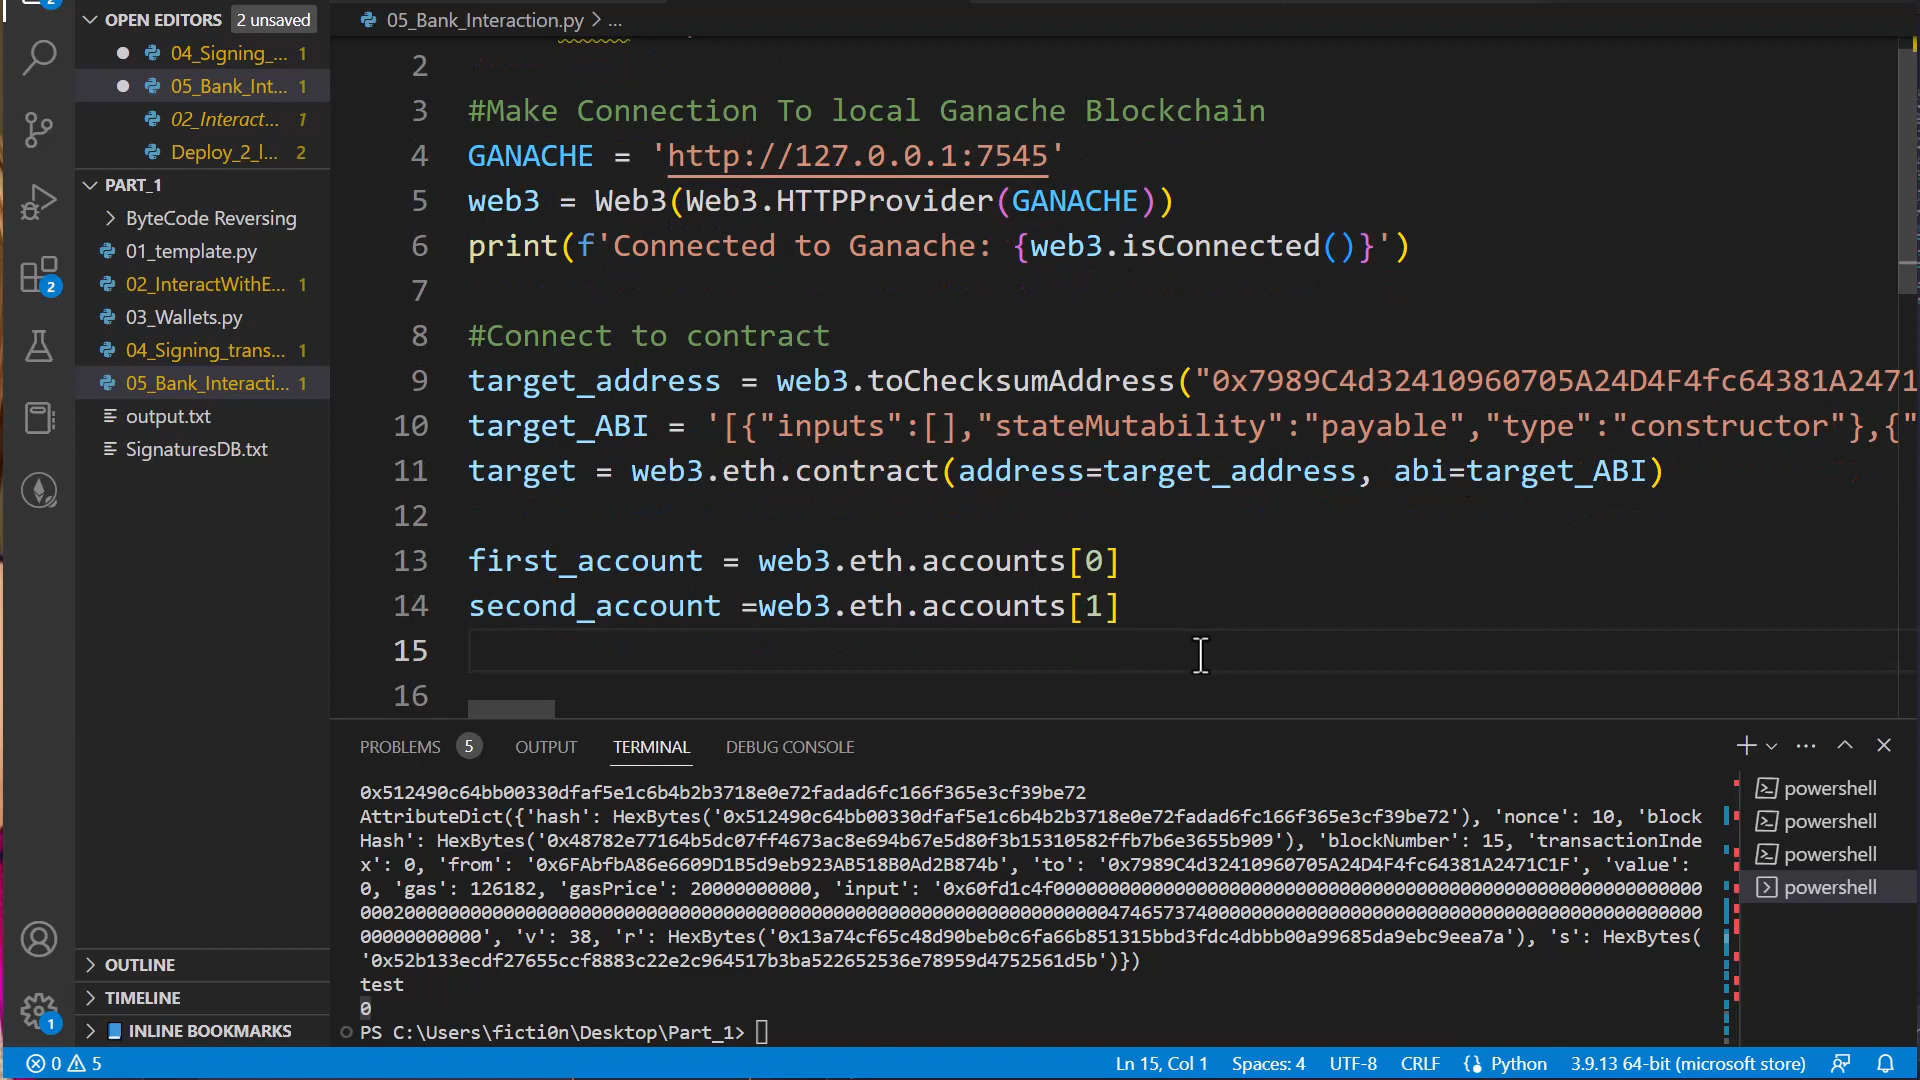 2
OPEN EDITORS 2 unsaved
04_Signing_... 1
05_Bank_Int... 1
02_Interact... 1
Deploy_2_l... 2
PART_1
ByteCode Reversing
01_template.py
02_InteractWithE... 1
03_Wallets.py
04_Signing_trans... 1
05_Bank_Interacti... 1
output.txt
SignaturesDB.txt
2
OUTLINE
TIMELINE
INLINE BOOKMARKS
1
05_Bank_Interaction.py > ...
2
3 #Make Connection To local Ganache Blockchain
4 GANACHE = 'http://127.0.0.1:7545'
5 web3 = Web3(Web3.HTTPProvider(GANACHE))
6 print(f'Connected to Ganache: {web3.isConnected()}')
7
8 #Connect to contract
9 target_address = web3.toChecksumAddress("0x7989C4d32410960705A24D4F4fc64381A2471
10 target_ABI = '[{"inputs":[],"stateMutability":"payable","type":"constructor"},{"
11 target = web3.eth.contract(address=target_address, abi=target_ABI)
12
13 first_account = web3.eth.accounts[0]
14 second_account =web3.eth.accounts[1]
15
16
PROBLEMS 5 OUTPUT TERMINAL DEBUG CONSOLE
0x512490c64bb00330dfaf5e1c6b4b2b3718e0e72fadad6fc166f365e3cf39be72
AttributeDict({'hash': HexBytes('0x512490c64bb00330dfaf5e1c6b4b2b3718e0e72fadad6fc166f365e3cf39be72'), 'nonce': 10, 'block
Hash': HexBytes('0x48782e77164b5dc07ff4673ac8e694b67e5d80f3b15310582ffb7b6e3655b909'), 'blockNumber': 15, 'transactionInde
x': 0, 'from': '0x6FAbfbA86e6609D1B5d9eb923AB518B0Ad2B874b', 'to': '0x7989C4d32410960705A24D4F4fc64381A2471C1F', 'value':
0, 'gas': 126182, 'gasPrice': 20000000000, 'input': '0x60fd1c4f00000000000000000000000000000000000000000000000000000000000000
0020000000000000000000000000000000000000000000000000000000000000004746573740000000000000000000000000000000000000000000000
0000000000', 'v': 38, 'r': HexBytes('0x13a74cf65c48d90beb0c6fa66b851315bbd3fdc4dbbb00a99685da9ebc9eea7a'), 's': HexBytes(
'0x52b133ecdf27655ccf8883c22e2c964517b3ba522652536e78959d4752561d5b')})
test
0
PS C:\Users\ficti0n\Desktop\Part_1>
powershell
powershell
powershell
powershell
0 5 Ln 15, Col 1 Spaces: 4 UTF-8 CRLF Python 3.9.13 64-bit (microsoft store)